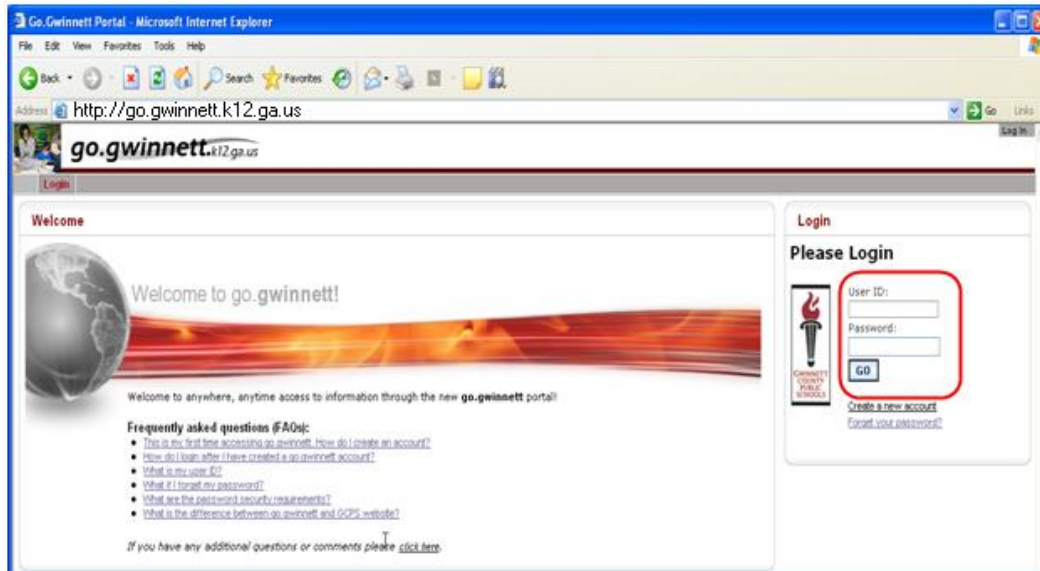 Go.Gwinnett Portal - Microsoft Internet Explorer
File Edit View Favorites Tools Help
Back Search Favorites
Address http://go.gwinnett.k12.ga.us Go Links
Log In
go.gwinnett.k12.ga.us
Login
Welcome
Welcome to go.gwinnett!
Welcome to anywhere, anytime access to information through the new go.gwinnett portal!
Frequently asked questions (FAQs):
• This is my first time accessing go.gwinnett. How do I create an account?
• How do I login after I have created a go.gwinnett account?
• What is my user ID?
• What if I forget my password?
• What are the password security requirements?
• What is the difference between go.gwinnett and GCPS website?
If you have any additional questions or comments please click here.
Login
Please Login
User ID:
Password:
GO
GWINNETT
COUNTY
PUBLIC
SCHOOLS
Create a new account
Forget your password?